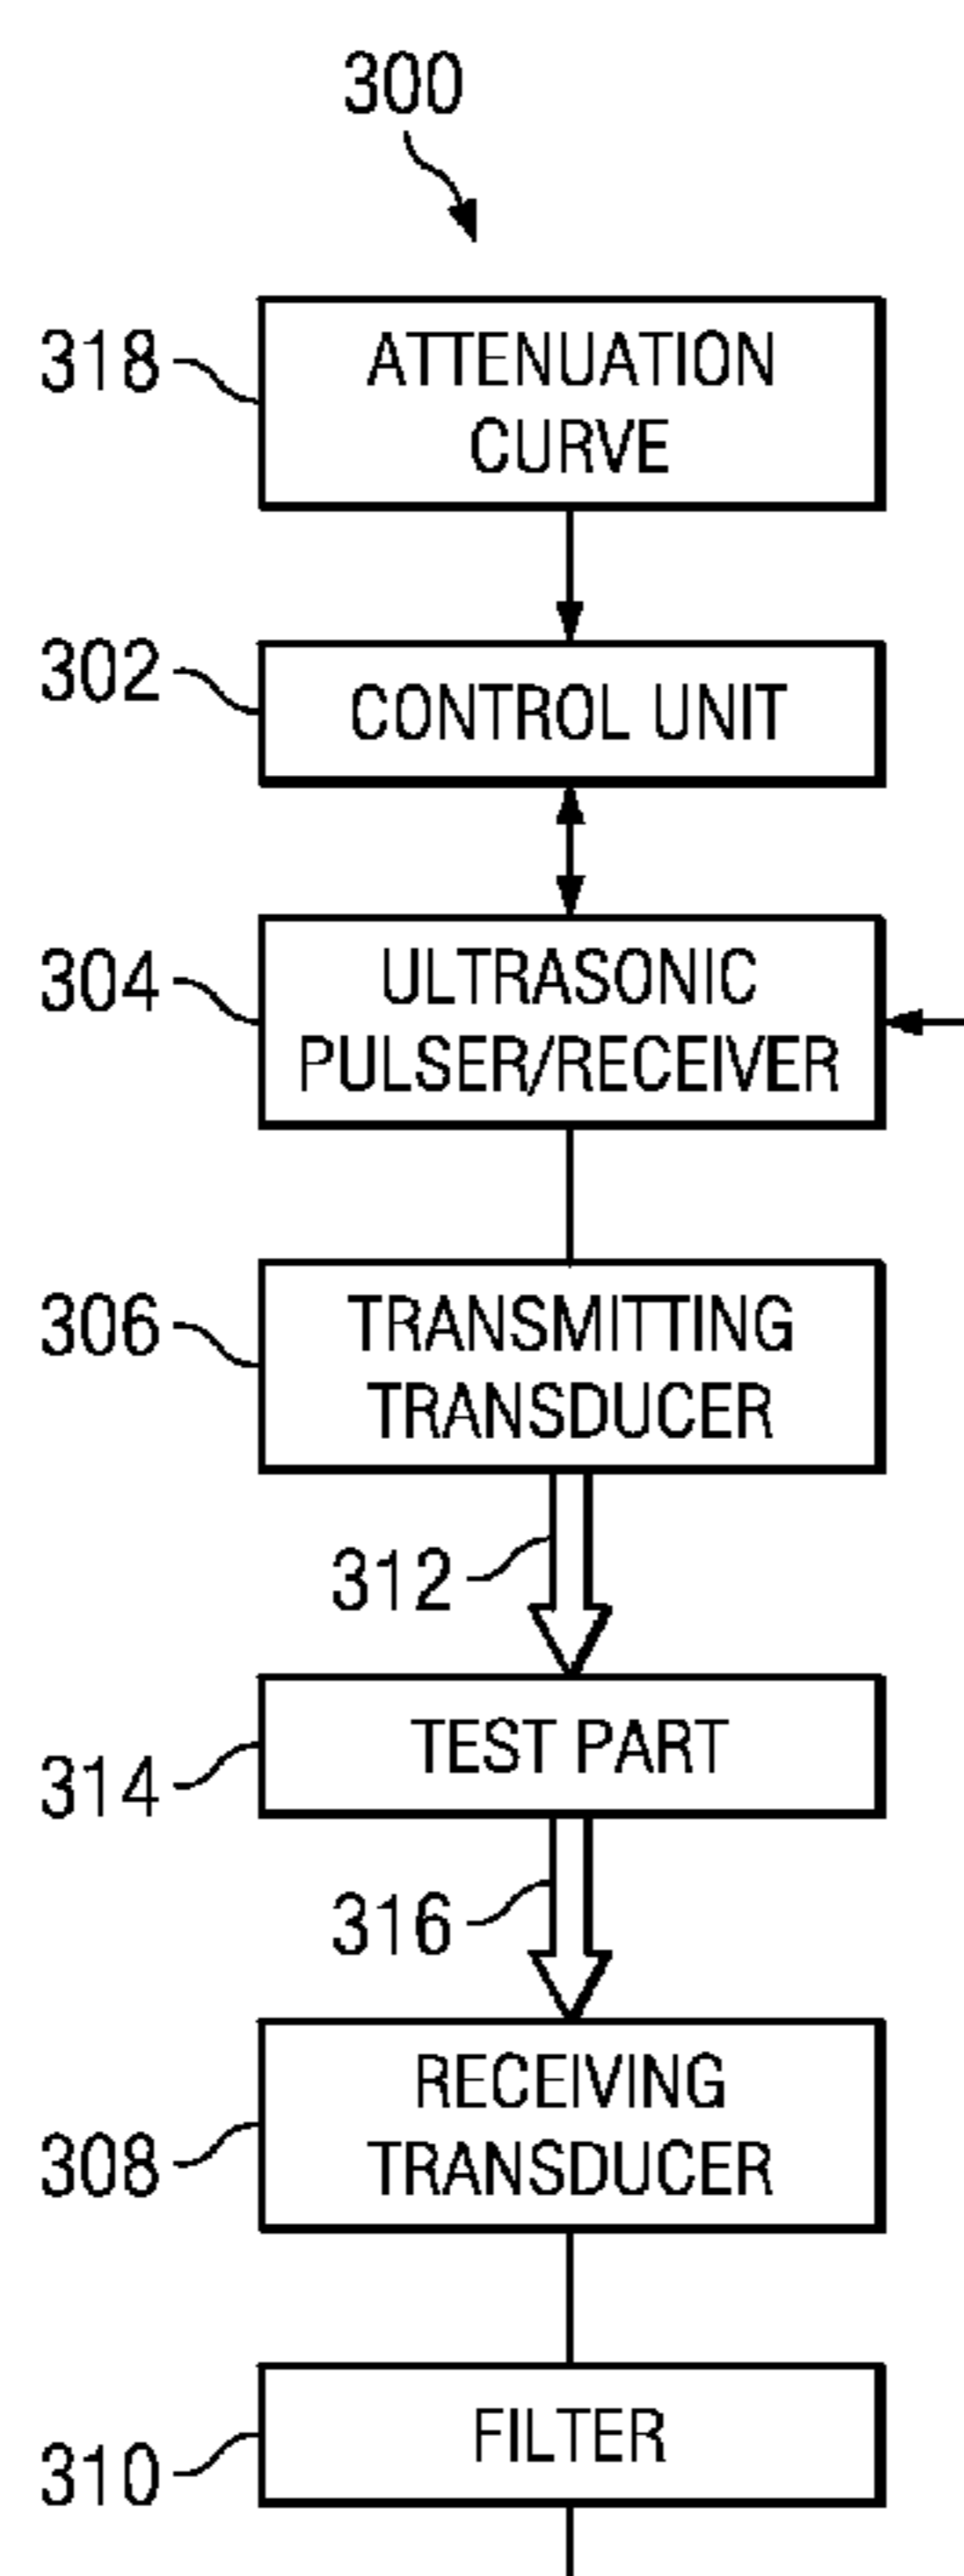 300
318
ATTENUATION
CURVE
302
CONTROL UNIT
304
ULTRASONIC
PULSER/RECEIVER
306
TRANSMITTING
TRANSDUCER
312
314
TEST PART
316
308
RECEIVING
TRANSDUCER
310
FILTER